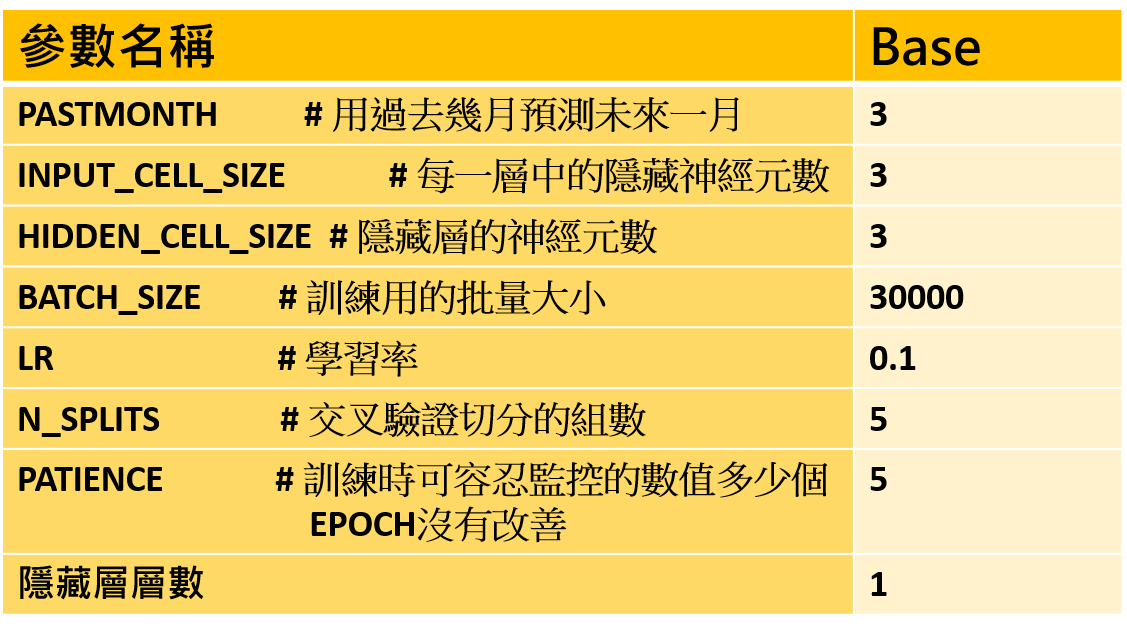 參數名稱 Base
PASTMONTH # 用過去幾月預測未來一月 3
INPUT_CELL_SIZE # 每一層中的隱藏神經元數 3
HIDDEN_CELL_SIZE # 隱藏層的神經元數 3
BATCH_SIZE # 訓練用的批量大小 30000
LR # 學習率 0.1
N_SPLITS # 交叉驗證切分的組數 5
PATIENCE # 訓練時可容忍監控的數值多少個 5
EPOCH沒有改善
隱藏層層數 1